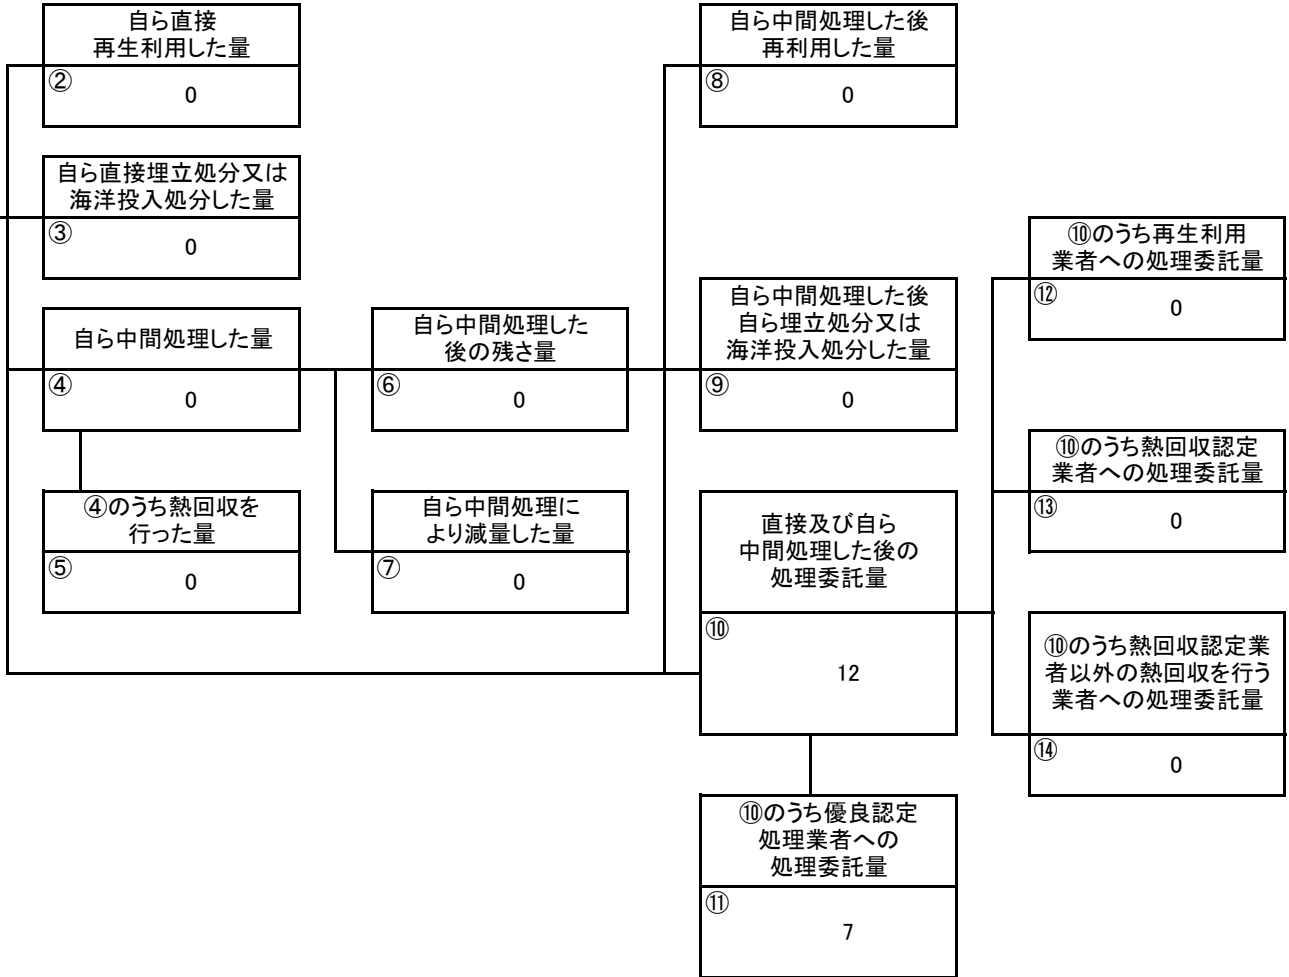 自ら直接
再生利用した量
②
0
自ら直接埋立処分又は
海洋投入処分した量
③
0
自ら中間処理した量
④
0
④のうち熱回収を
行った量
⑤
0
自ら中間処理した
後の残さ量
⑥
0
自ら中間処理に
より減量した量
⑦
0
自ら中間処理した後
再利用した量
⑧
0
自ら中間処理した後
自ら埋立処分又は
海洋投入処分した量
⑨
0
直接及び自ら
中間処理した後の
処理委託量
⑩
12
⑩のうち優良認定
処理業者への
処理委託量
⑪
7
⑩のうち再生利用
業者への処理委託量
⑫
0
⑩のうち熱回収認定
業者への処理委託量
⑬
0
⑩のうち熱回収認定業
者以外の熱回収を行う
業者への処理委託量
⑭
0